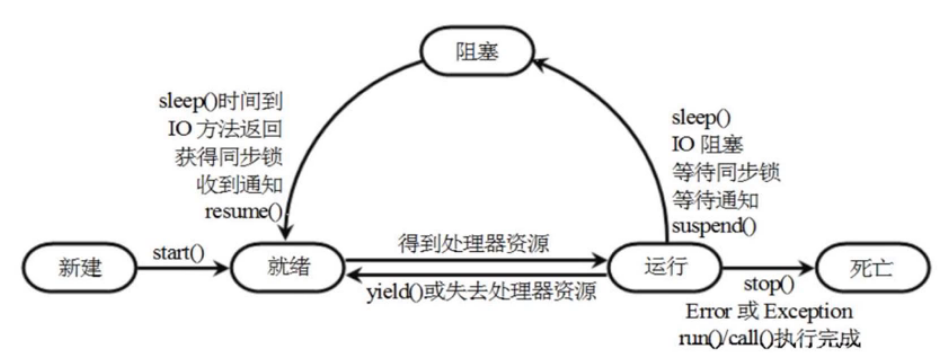 阻塞
sleep()时间到
IO 方法返回
获得同步锁
收到通知
resume()
sleep()
IO 阻塞
等待同步锁
等待通知
suspend()
新建
start()
就绪
得到处理器资源
yield()或失去处理器资源
运行
stop()
Error 或 Exception
run()/call()执行完成
死亡